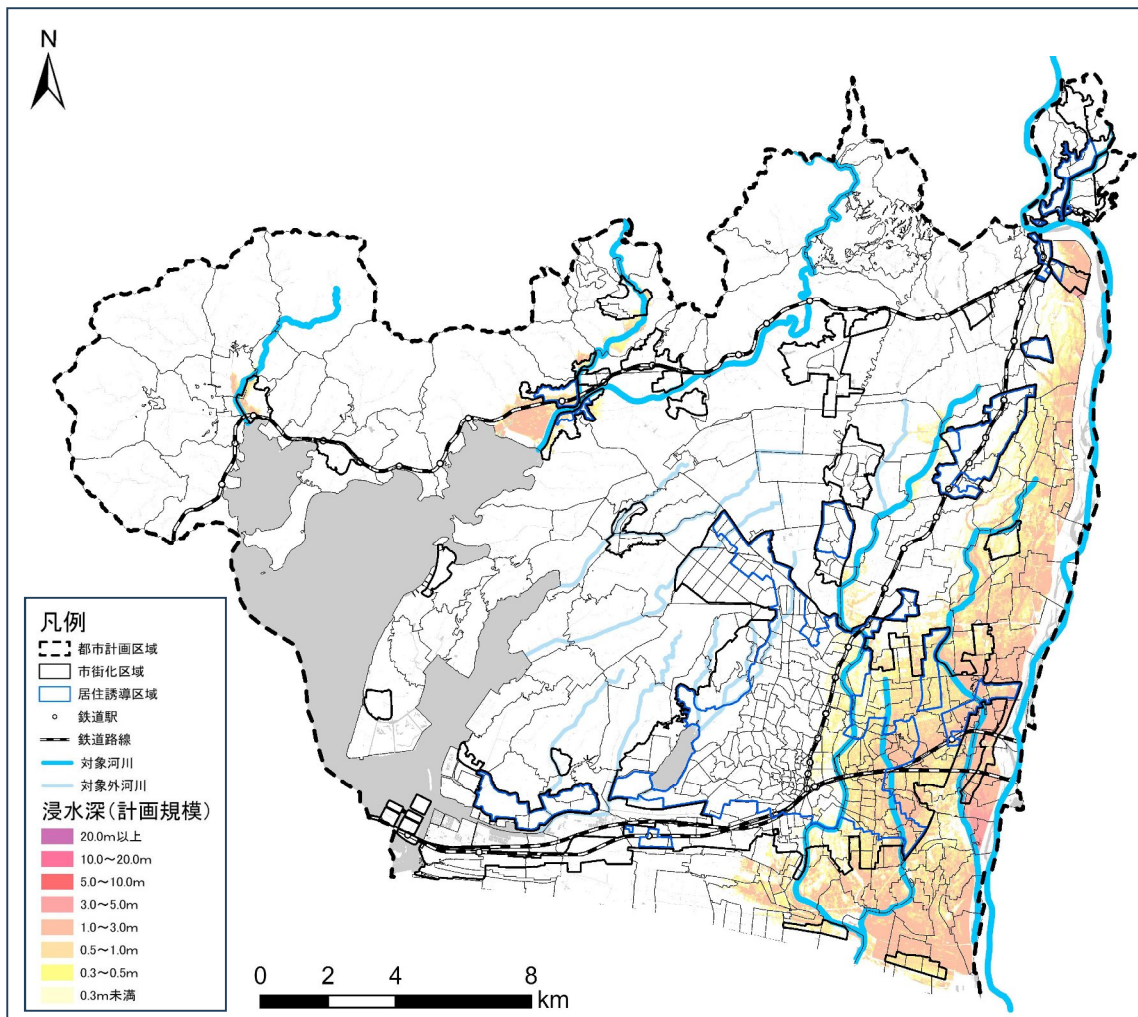 N
凡例
都市計画区域
市街化区域
居住誘導区域
鉄道駅
鉄道路線
対象河川
対象外河川
浸水深(計画規模)
20.0m以上
10.0~20.0m
5.0~10.0m
3.0~5.0m
1.0~3.0m
0.5~1.0m
0.3~0.5m
0.3m未満
0 2 4 8
km